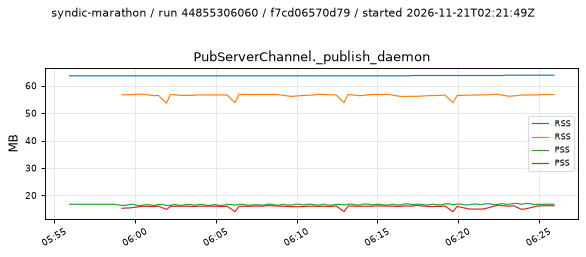 syndic-marathon / run 44855306060 / f7cd06570d79 / started 2026-11-21T02:21:49Z
PubServerChannel._publish_daemon
MB
60
50
40
30
20
RSS
RSS
PSS
PSS
05:55
06:00
06:05
06:10
06:15
06:20
06:25